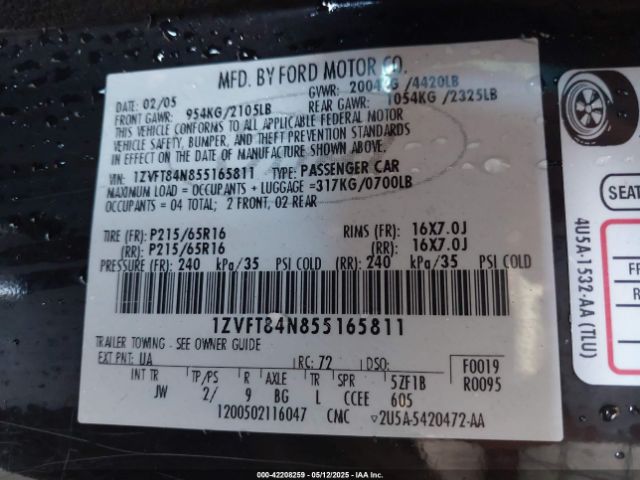 MFD. BY FORD MOTOR CO.
DATE: 02/05 GVWR: 2004KG/4420LB
FRONT GAWR: 954KG/2105LB REAR GAWR: 1054KG/2325LB
THIS VEHICLE CONFORMS TO ALL APPLICABLE FEDERAL MOTOR
VEHICLE SAFETY, BUMPER, AND THEFT PREVENTION STANDARDS
IN EFFECT ON THE DATE OF MANUFACTURE SHOWN ABOVE.
VIN: 1ZVFT84N855165811 TYPE: PASSENGER CAR
MAXIMUM LOAD = OCCUPANTS + LUGGAGE = 317KG/0700LB
OCCUPANTS = 04 TOTAL; 2 FRONT, 02 REAR
TIRE (FR): P215/65R16 RIMS (FR): 16X7.0J
(RR): P215/65R16 (RR): 16X7.0J
PRESSURE (FR): 240 kPa/35 PSI COLD (RR): 240 kPa/35 PSI COLD
1ZVFT84N855165811
TRAILER TOWING - SEE OWNER GUIDE
EXT PNT: UA RC: 72 DSO: F0019
INT TR TP/PS R AXLE TR SPR 5ZF1B R0095
JW 2/ 9 BG L CCEE 605
1200502116047 CMC 2U5A-5420472-AA
4U5A-1532-AA (TLU)
SEAT
000-42208259 - 05/12/2025 - IAAI COPART